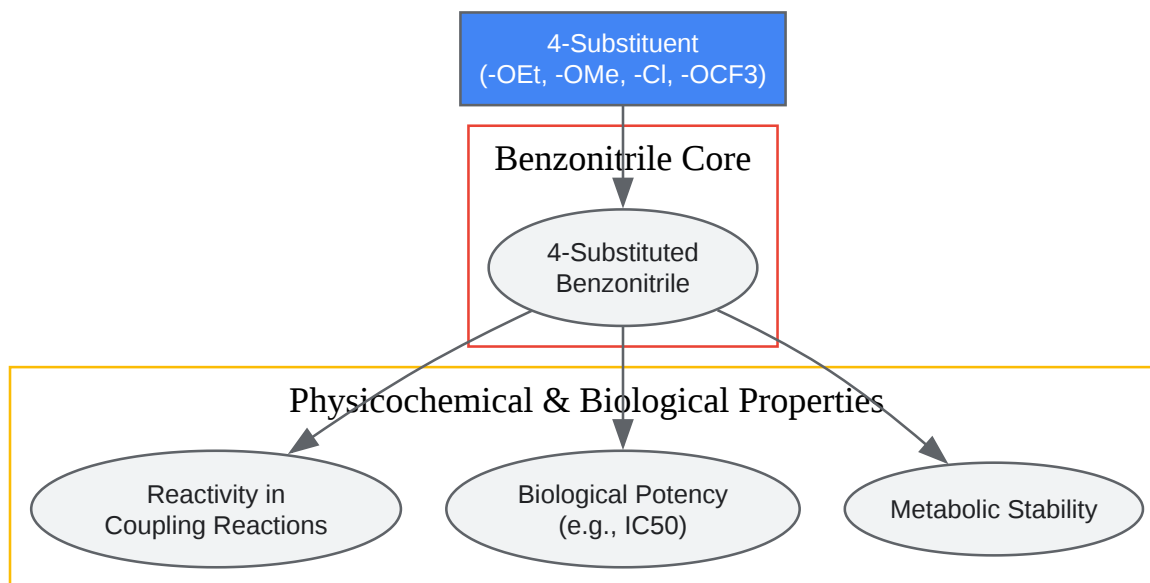 4-Substituent
(-OEt, -OMe, -Cl, -OCF3)
Benzonitrile Core
4-Substituted
Benzonitrile
Physicochemical & Biological Properties
Reactivity in
Coupling Reactions
Biological Potency
(e.g., IC50)
Metabolic Stability